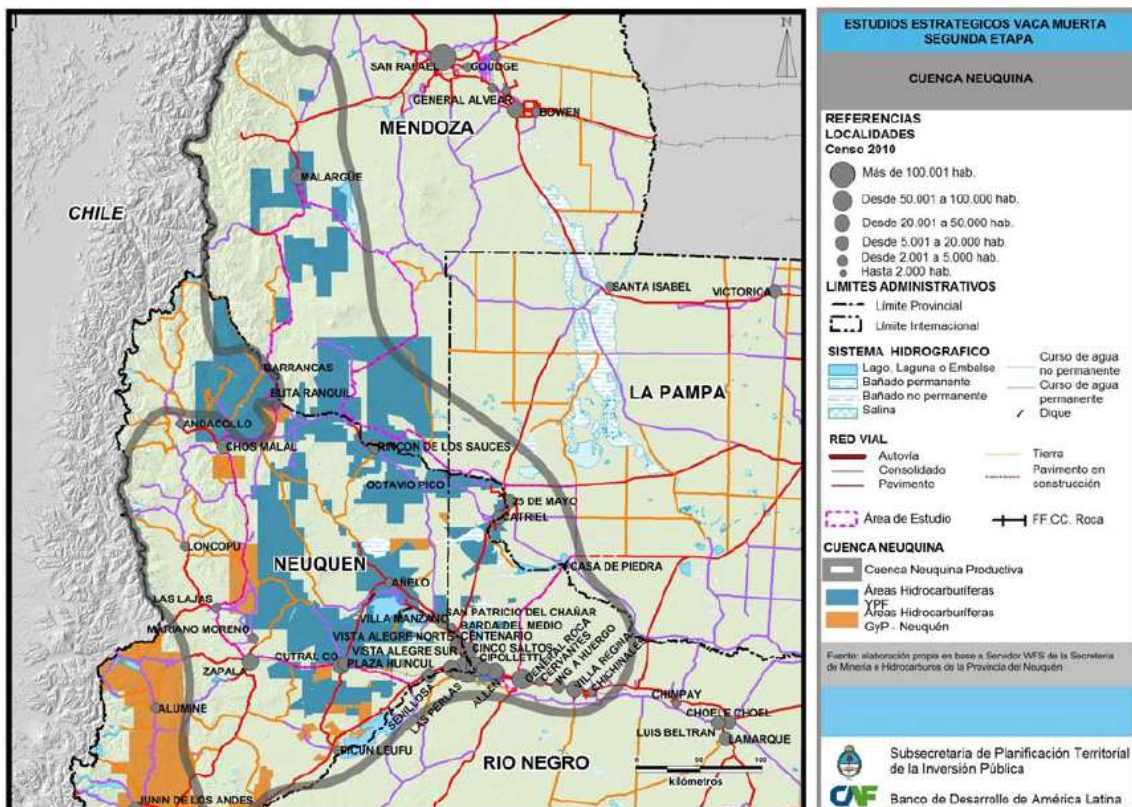 N
SAN RAFAEL
GOUDGE
GENERAL ALVEAR
BOWEN
MENDOZA
MALARGÜE
CHILE
SANTA ISABEL
VICTORICA
BARRANCAS
BUTA RANQUIL
LA PAMPA
ANDACOLLO
CHOS MALAL
RINCON DE LOS SAUCES
OCTAVIO PICO
25 DE MAYO
CATRIEL
LONCOPU
NEUQUEN
CASA DE PIEDRA
AÑELO
LAS LAJAS
SAN PATRICIO DEL CHAÑAR
VILLA MANZANO
BARDA DEL MEDIO
MARIANO MORENO
VISTA ALEGRE NORTE
CENTENARIO
VISTA ALEGRE SUR
CINCO SALTOS
CUTRAL CO
CIPOLLETTI
ZAPAL
PLAZA HUINCUL
GENERAL ROCA
CERVANTES
ING A HUERGO
VILLA REGINA
CHICHINALES
ALLEN
SENILLOSA
LAS PERLAS
ALUMINE
CHIMPAY
CHOELE CHOEL
LUIS BELTRAN
LAMARQUE
PICUN LEUFU
RIO NEGRO
JUNIN DE LOS ANDES
0 50 100
kilómetros
ESTUDIOS ESTRATEGICOS VACA MUERTA
SEGUNDA ETAPA
CUENCA NEUQUINA
REFERENCIAS
LOCALIDADES
Censo 2010
Más de 100.001 hab.
Desde 50.001 a 100.000 hab.
Desde 20.001 a 50.000 hab.
Desde 5.001 a 20.000 hab.
Desde 2.001 a 5.000 hab.
Hasta 2.000 hab.
LIMITES ADMINISTRATIVOS
Límite Provincial
Límite Internacional
SISTEMA HIDROGRAFICO
Lago, Laguna o Embalse
Bañado permanente
Bañado no permanente
Salina
Curso de agua
no permanente
Curso de agua
permanente
Dique
RED VIAL
Autovía
Consolidado
Pavimento
Tierra
Pavimento en
construcción
Área de Estudio
FF.CC. Roca
CUENCA NEUQUINA
Cuenca Neuquina Productiva
Áreas Hidrocarburíferas
YPF
Áreas Hidrocarburíferas
GyP - Neuquén
Fuente: elaboración propia en base a Servidor WFS de la Secretaria
de Minería e Hidrocarburos de la Provincia del Neuquén
Subsecretaria de Planificación Territorial
de la Inversión Pública
CAF
Banco de Desarrollo de América Latina